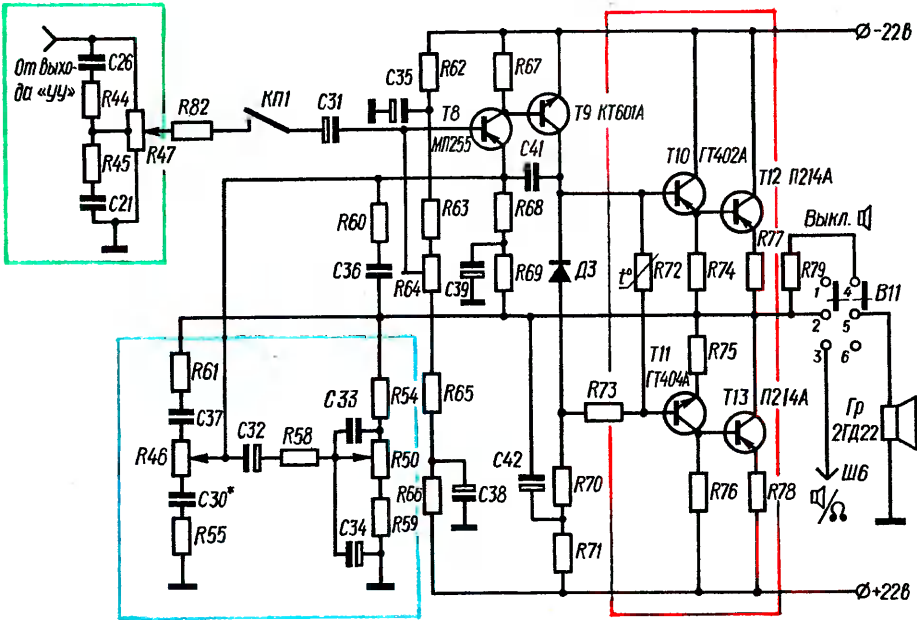 От выхо-
да «УУ»
C26
R44
R45
C21
R47
R82
КП1
C31
C35
R62
R67
T8
МП25Б
T9 КТ601А
C41
T10
ГТ402А
T12 П214А
Выкл.
R60
C36
R63
R64
C39
R68
R69
Д3
t°
R72
R74
R77
R79
1
4
B11
2
5
3
6
R61
C37
R46
C30*
R55
C32
R58
C33
C34
R54
R50
R59
R65
R66
C38
C42
R73
R70
R71
T11
ГТ404А
R75
T13 П214А
R76
R78
Гр
2ГД22
Ш6
Ø-22В
Ø+22В